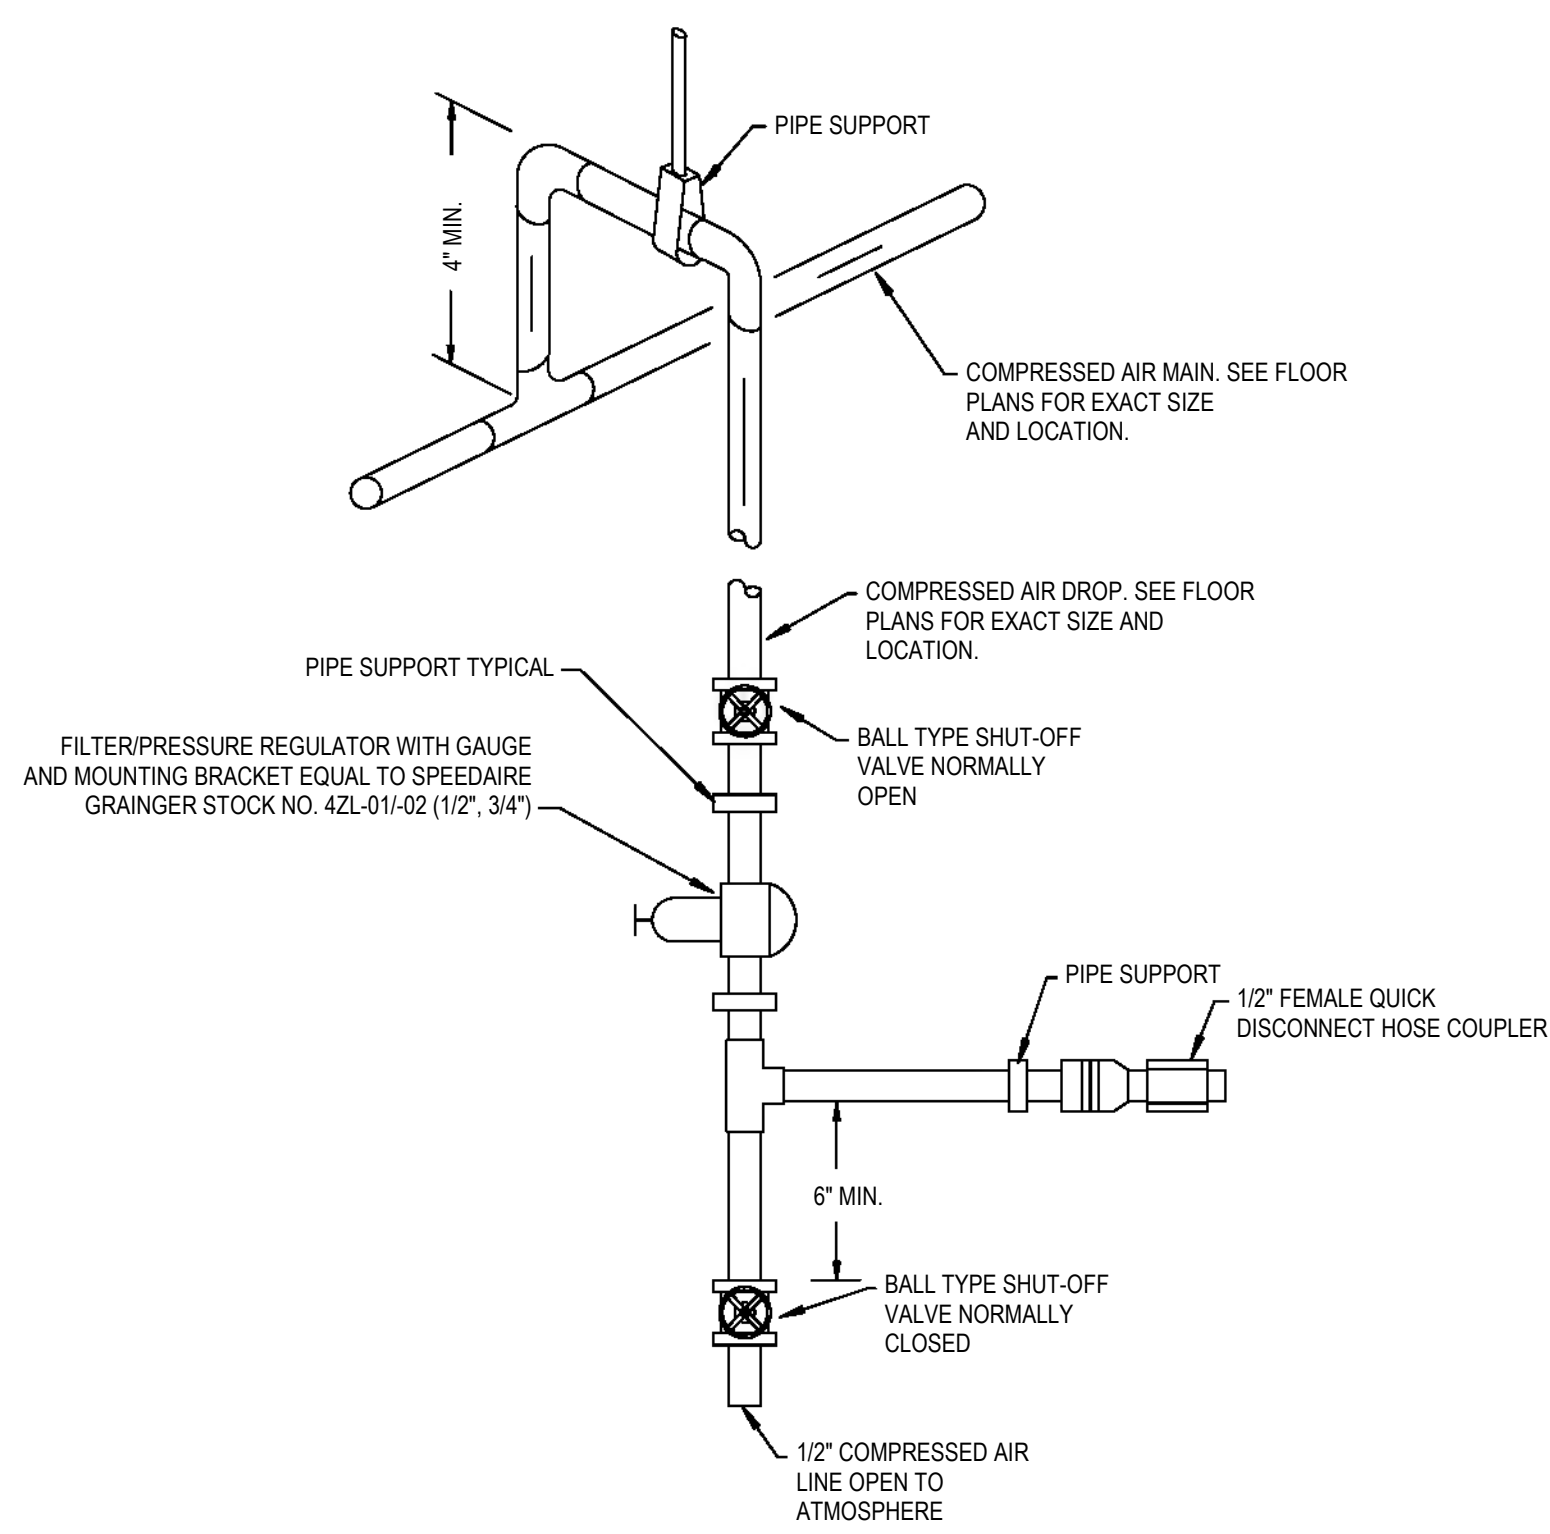 PIPE SUPPORT
4" MIN.
COMPRESSED AIR MAIN. SEE FLOOR
PLANS FOR EXACT SIZE
AND LOCATION.
COMPRESSED AIR DROP. SEE FLOOR
PLANS FOR EXACT SIZE AND
LOCATION.
PIPE SUPPORT TYPICAL
FILTER/PRESSURE REGULATOR WITH GAUGE
AND MOUNTING BRACKET EQUAL TO SPEEDAIRE
GRAINGER STOCK NO. 4ZL-01/-02 (1/2", 3/4")
BALL TYPE SHUT-OFF
VALVE NORMALLY
OPEN
PIPE SUPPORT
1/2" FEMALE QUICK
DISCONNECT HOSE COUPLER
6" MIN.
BALL TYPE SHUT-OFF
VALVE NORMALLY
CLOSED
1/2" COMPRESSED AIR
LINE OPEN TO
ATMOSPHERE